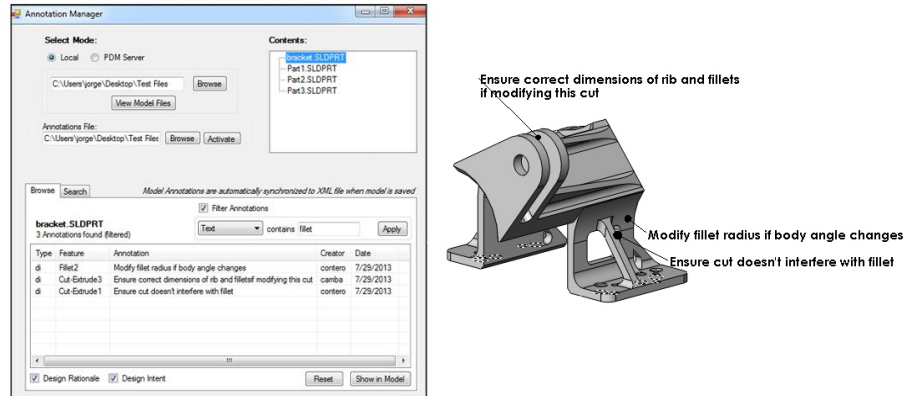 Annotation Manager
Select Mode:
Local PDM Server
C:\Users\jorge\Desktop\Test Files Browse
View Model Files
Annotations File:
C:\Users\jorge\Desktop\Test Files Browse Activate
Contents:
bracket.SLDPRT
Part1.SLDPRT
Part2.SLDPRT
Part3.SLDPRT
Browse Search Model Annotations are automatically synchronized to XML file when model is saved
Filter Annotations
bracket.SLDPRT
3 Annotations found (filtered)
Text contains fillet Apply
Type Feature Annotation Creator Date
di Fillet2 Modify fillet radius if body angle changes contero 7/29/2013
di Cut-Extrude3 Ensure correct dimensions of rib and filletsif modifying this cut camba 7/29/2013
di Cut-Extrude1 Ensure cut doesn't interfere with fillet contero 7/29/2013
Design Rationale Design Intent Reset Show in Model
Ensure correct dimensions of rib and fillets
if modifying this cut
Modify fillet radius if body angle changes
Ensure cut doesn't interfere with fillet